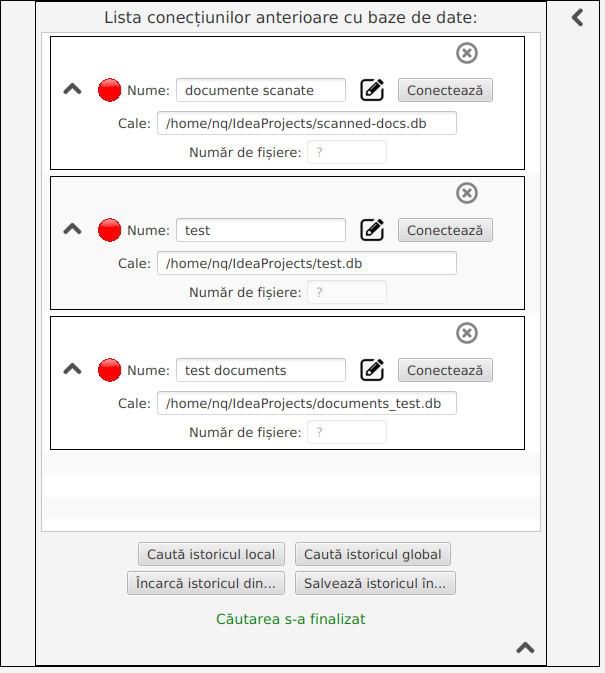 Lista conecțiunilor anterioare cu baze de date:
Nume: documente scanate Conectează
Cale: /home/nq/IdeaProjects/scanned-docs.db
Număr de fișiere: ?
Nume: test Conectează
Cale: /home/nq/IdeaProjects/test.db
Număr de fișiere: ?
Nume: test documents Conectează
Cale: /home/nq/IdeaProjects/documents_test.db
Număr de fișiere: ?
Caută istoricul local Caută istoricul global
Încarcă istoricul din... Salvează istoricul în...
Căutarea s-a finalizat